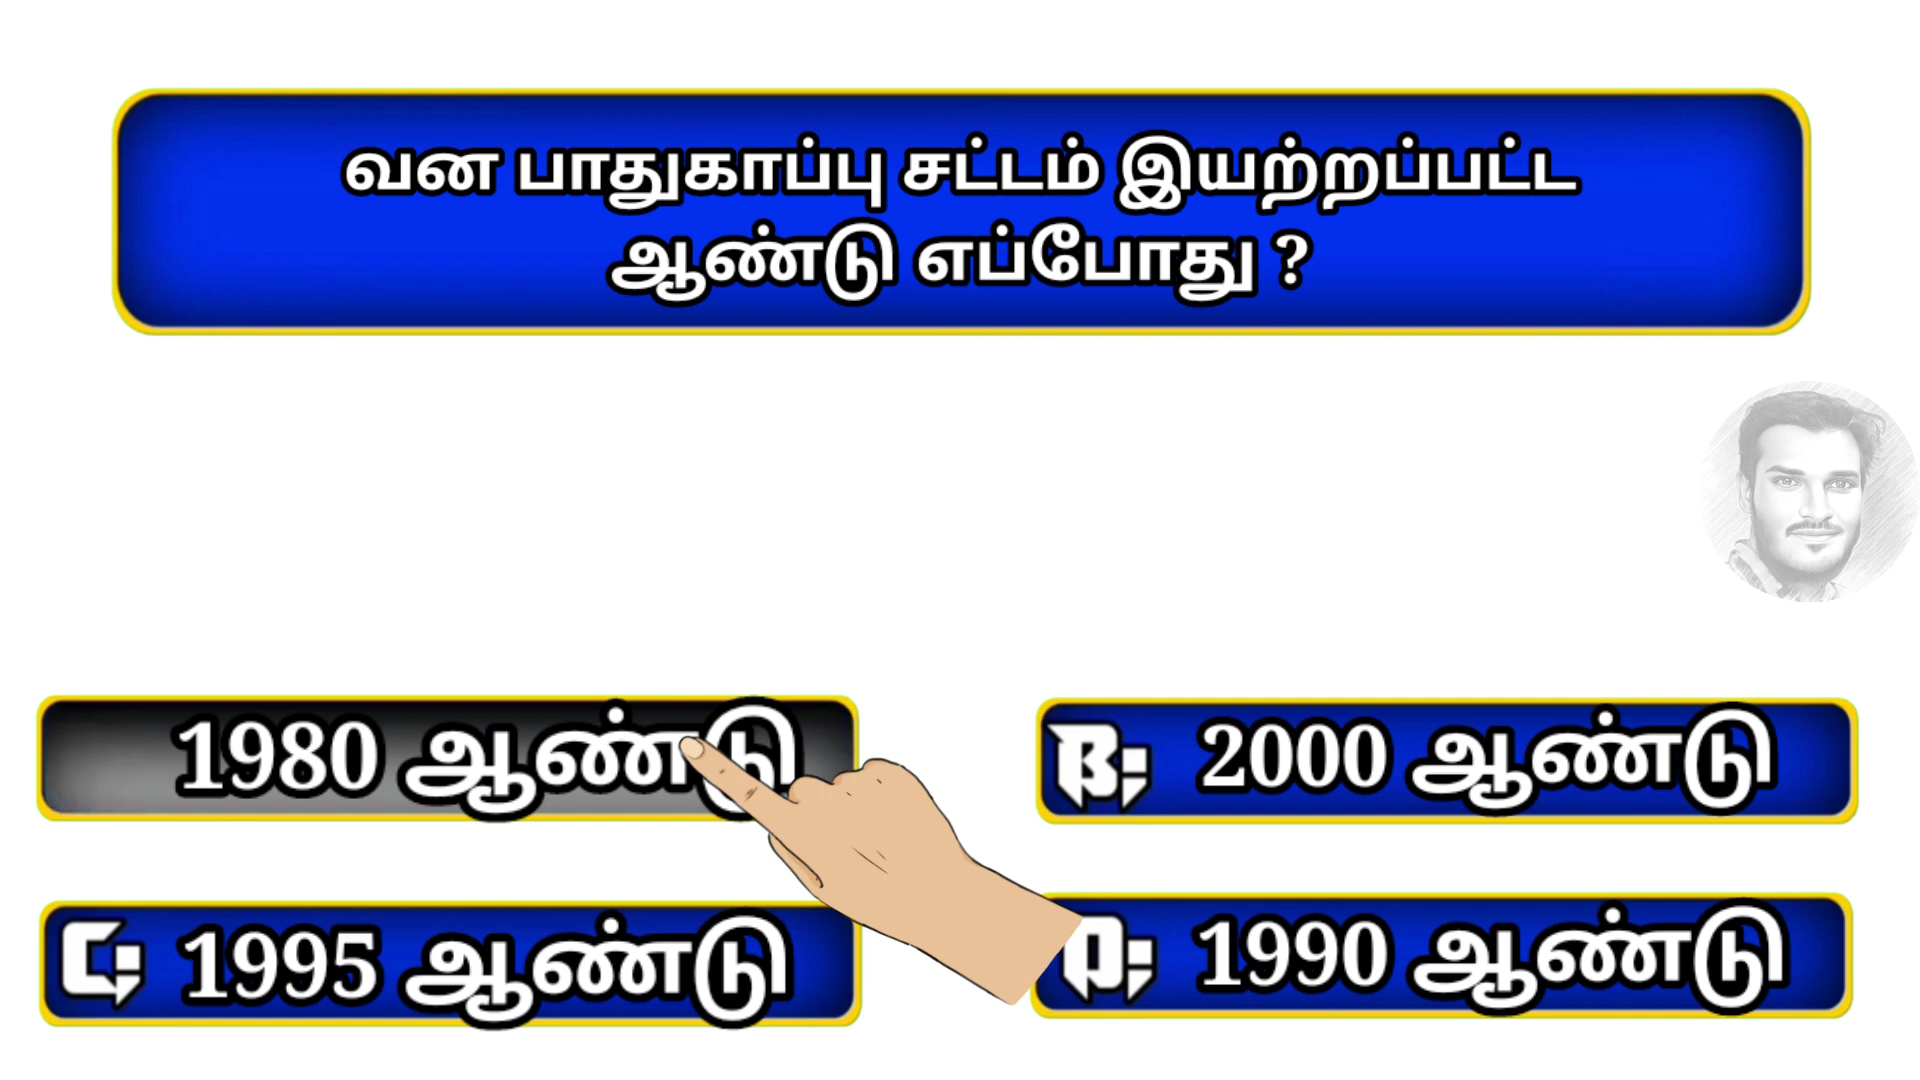 வன பாதுகாப்பு சட்டம் இயற்றப்பட்ட
ஆண்டு எப்போது ?
1980 ஆண்டு
B; 2000 ஆண்டு
C; 1995 ஆண்டு
D; 1990 ஆண்டு